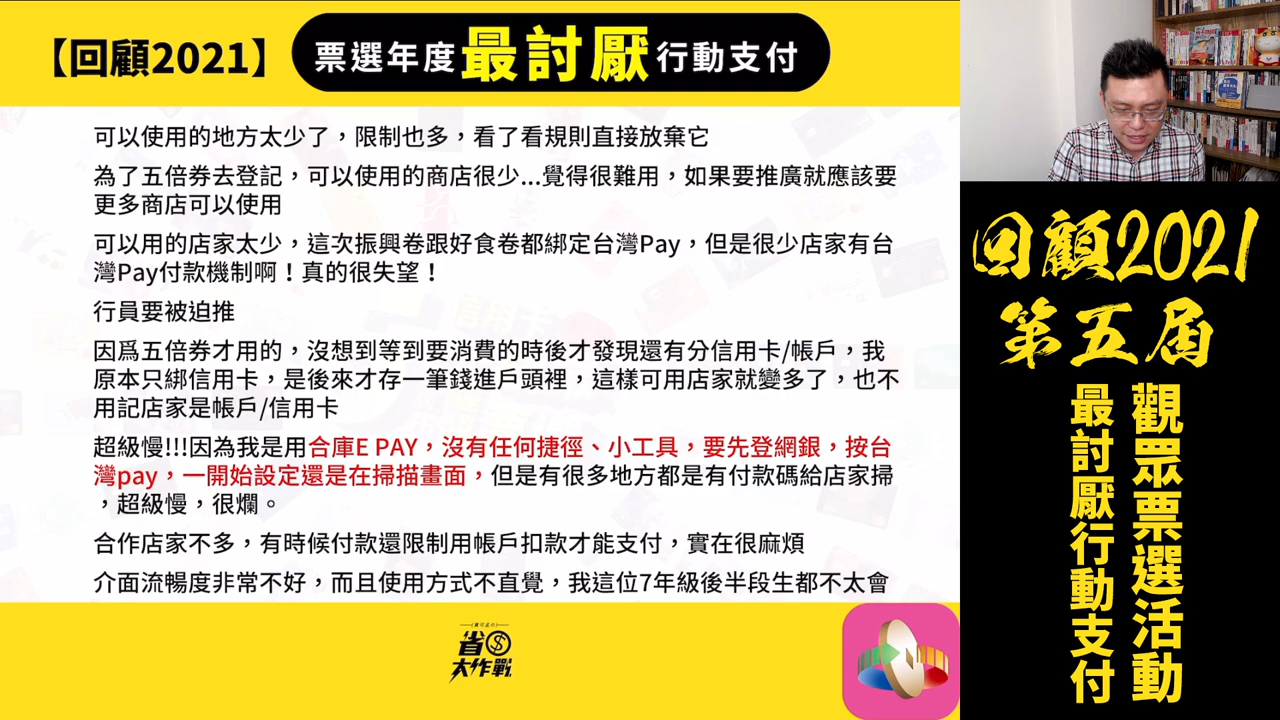 【回顧2021】
票選年度最討厭行動支付
可以使用的地方太少了，限制也多，看了看規則直接放棄它
為了五倍券去登記，可以使用的商店很少...覺得很難用，如果要推廣就應該要
更多商店可以使用
可以用的店家太少，這次振興卷跟好食卷都綁定台灣Pay，但是很少店家有台
灣Pay付款機制啊！真的很失望！
行員要被迫推
因爲五倍券才用的，沒想到等到要消費的時後才發現還有分信用卡/帳戶，我
原本只綁信用卡，是後來才存一筆錢進戶頭裡，這樣可用店家就變多了，也不
用記店家是帳戶/信用卡
超級慢!!!因為我是用合庫E PAY，沒有任何捷徑、小工具，要先登網銀，按台
灣pay，一開始設定還是在掃描畫面，但是有很多地方都是有付款碼給店家掃
，超級慢，很爛。
合作店家不多，有時候付款還限制用帳戶扣款才能支付，實在很麻煩
介面流暢度非常不好，而且使用方式不直覺，我這位7年級後半段生都不太會
省
大作戰
回顧2021
第五屆
觀眾票選活動
最討厭行動支付